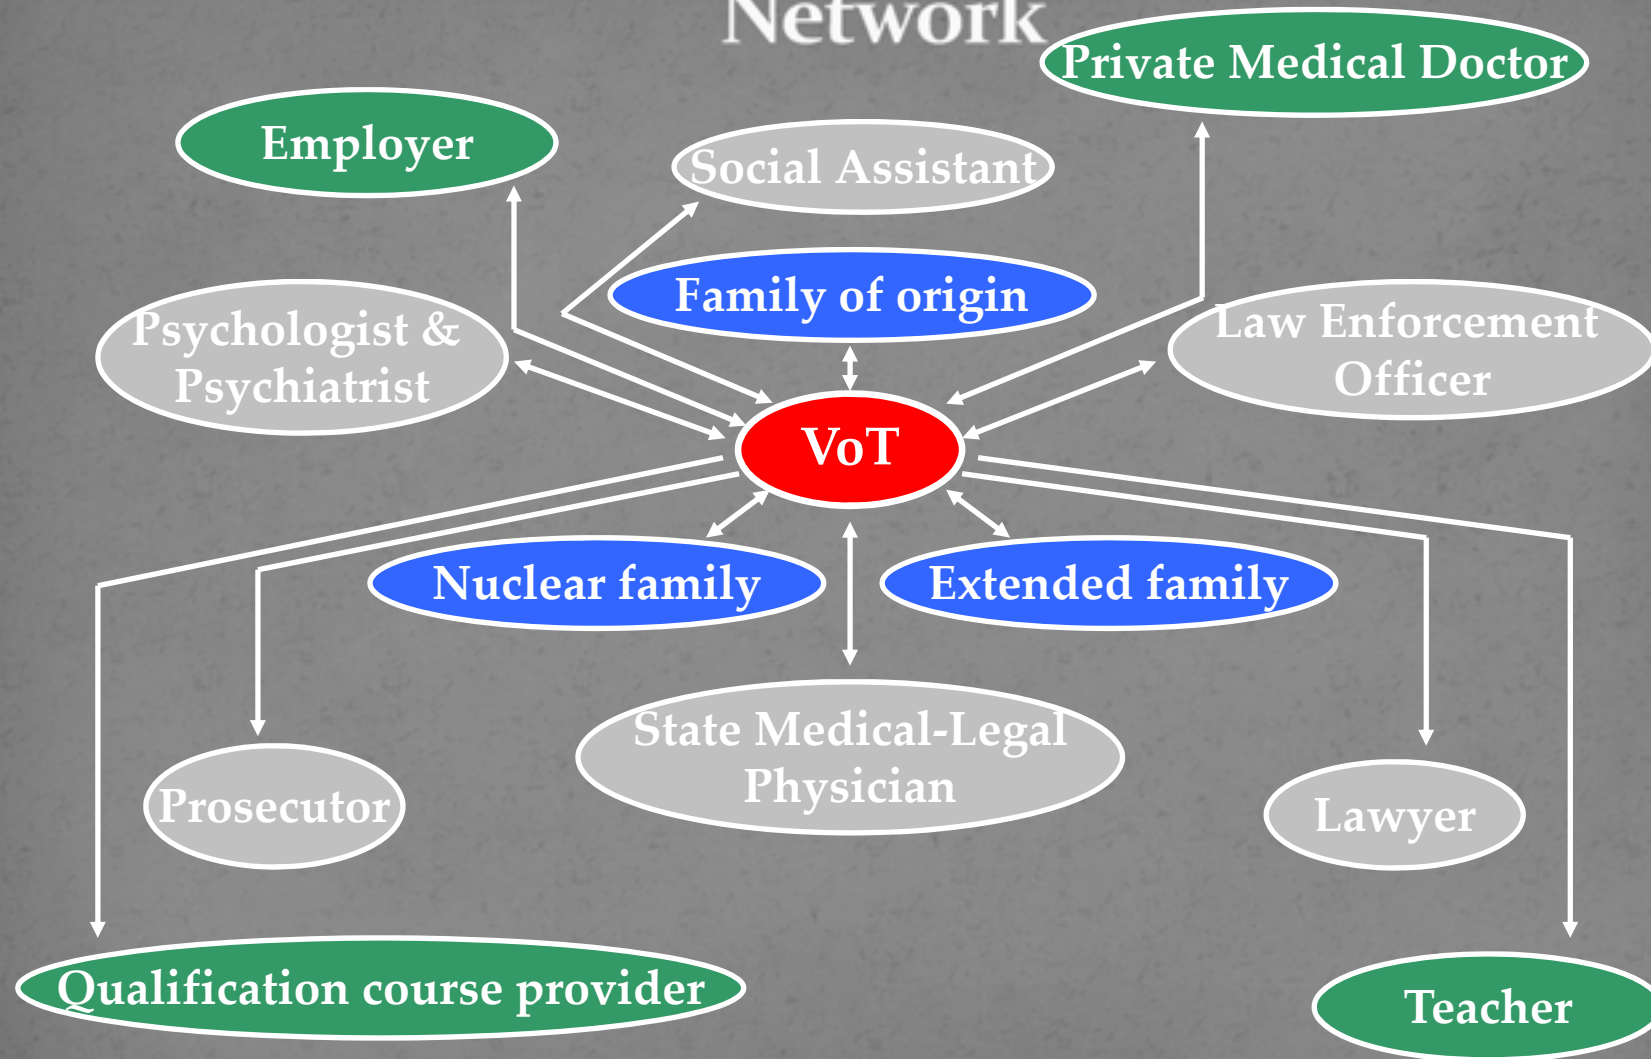 Network
Private Medical Doctor
Employer
Social Assistant
Family of origin
Psychologist &
Psychiatrist
Law Enforcement
Officer
VoT
Nuclear family
Extended family
State Medical-Legal
Physician
Prosecutor
Lawyer
Qualification course provider
Teacher